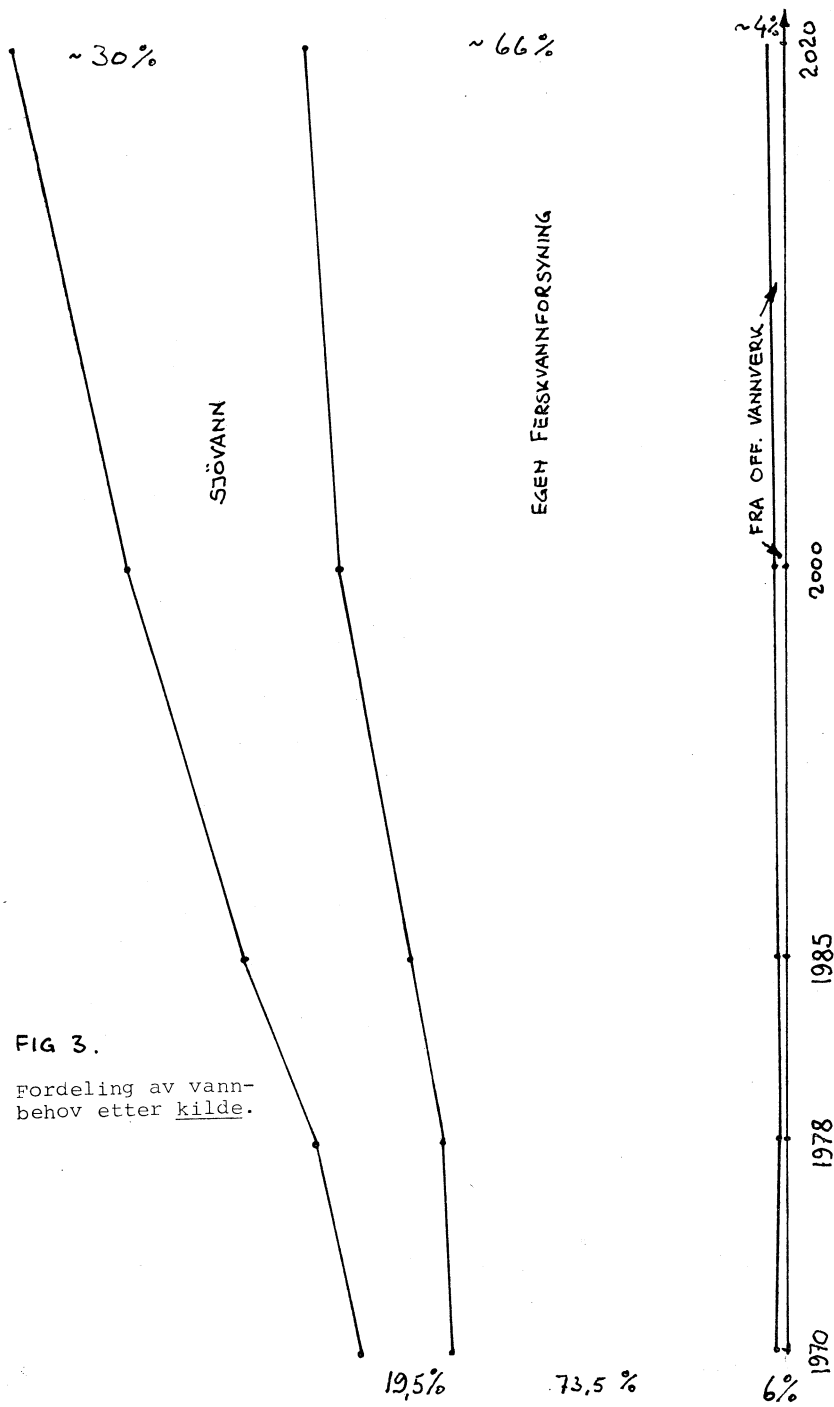 ~30%
~66%
~4%
2020
SJÖVANN
EGEN FERSKVANNFORSYNING
FRA OFF. VANNVERK
2000
1985
FIG 3.
Fordeling av vann-
behov etter kilde.
1978
1970
19,5%
73,5 %
6%